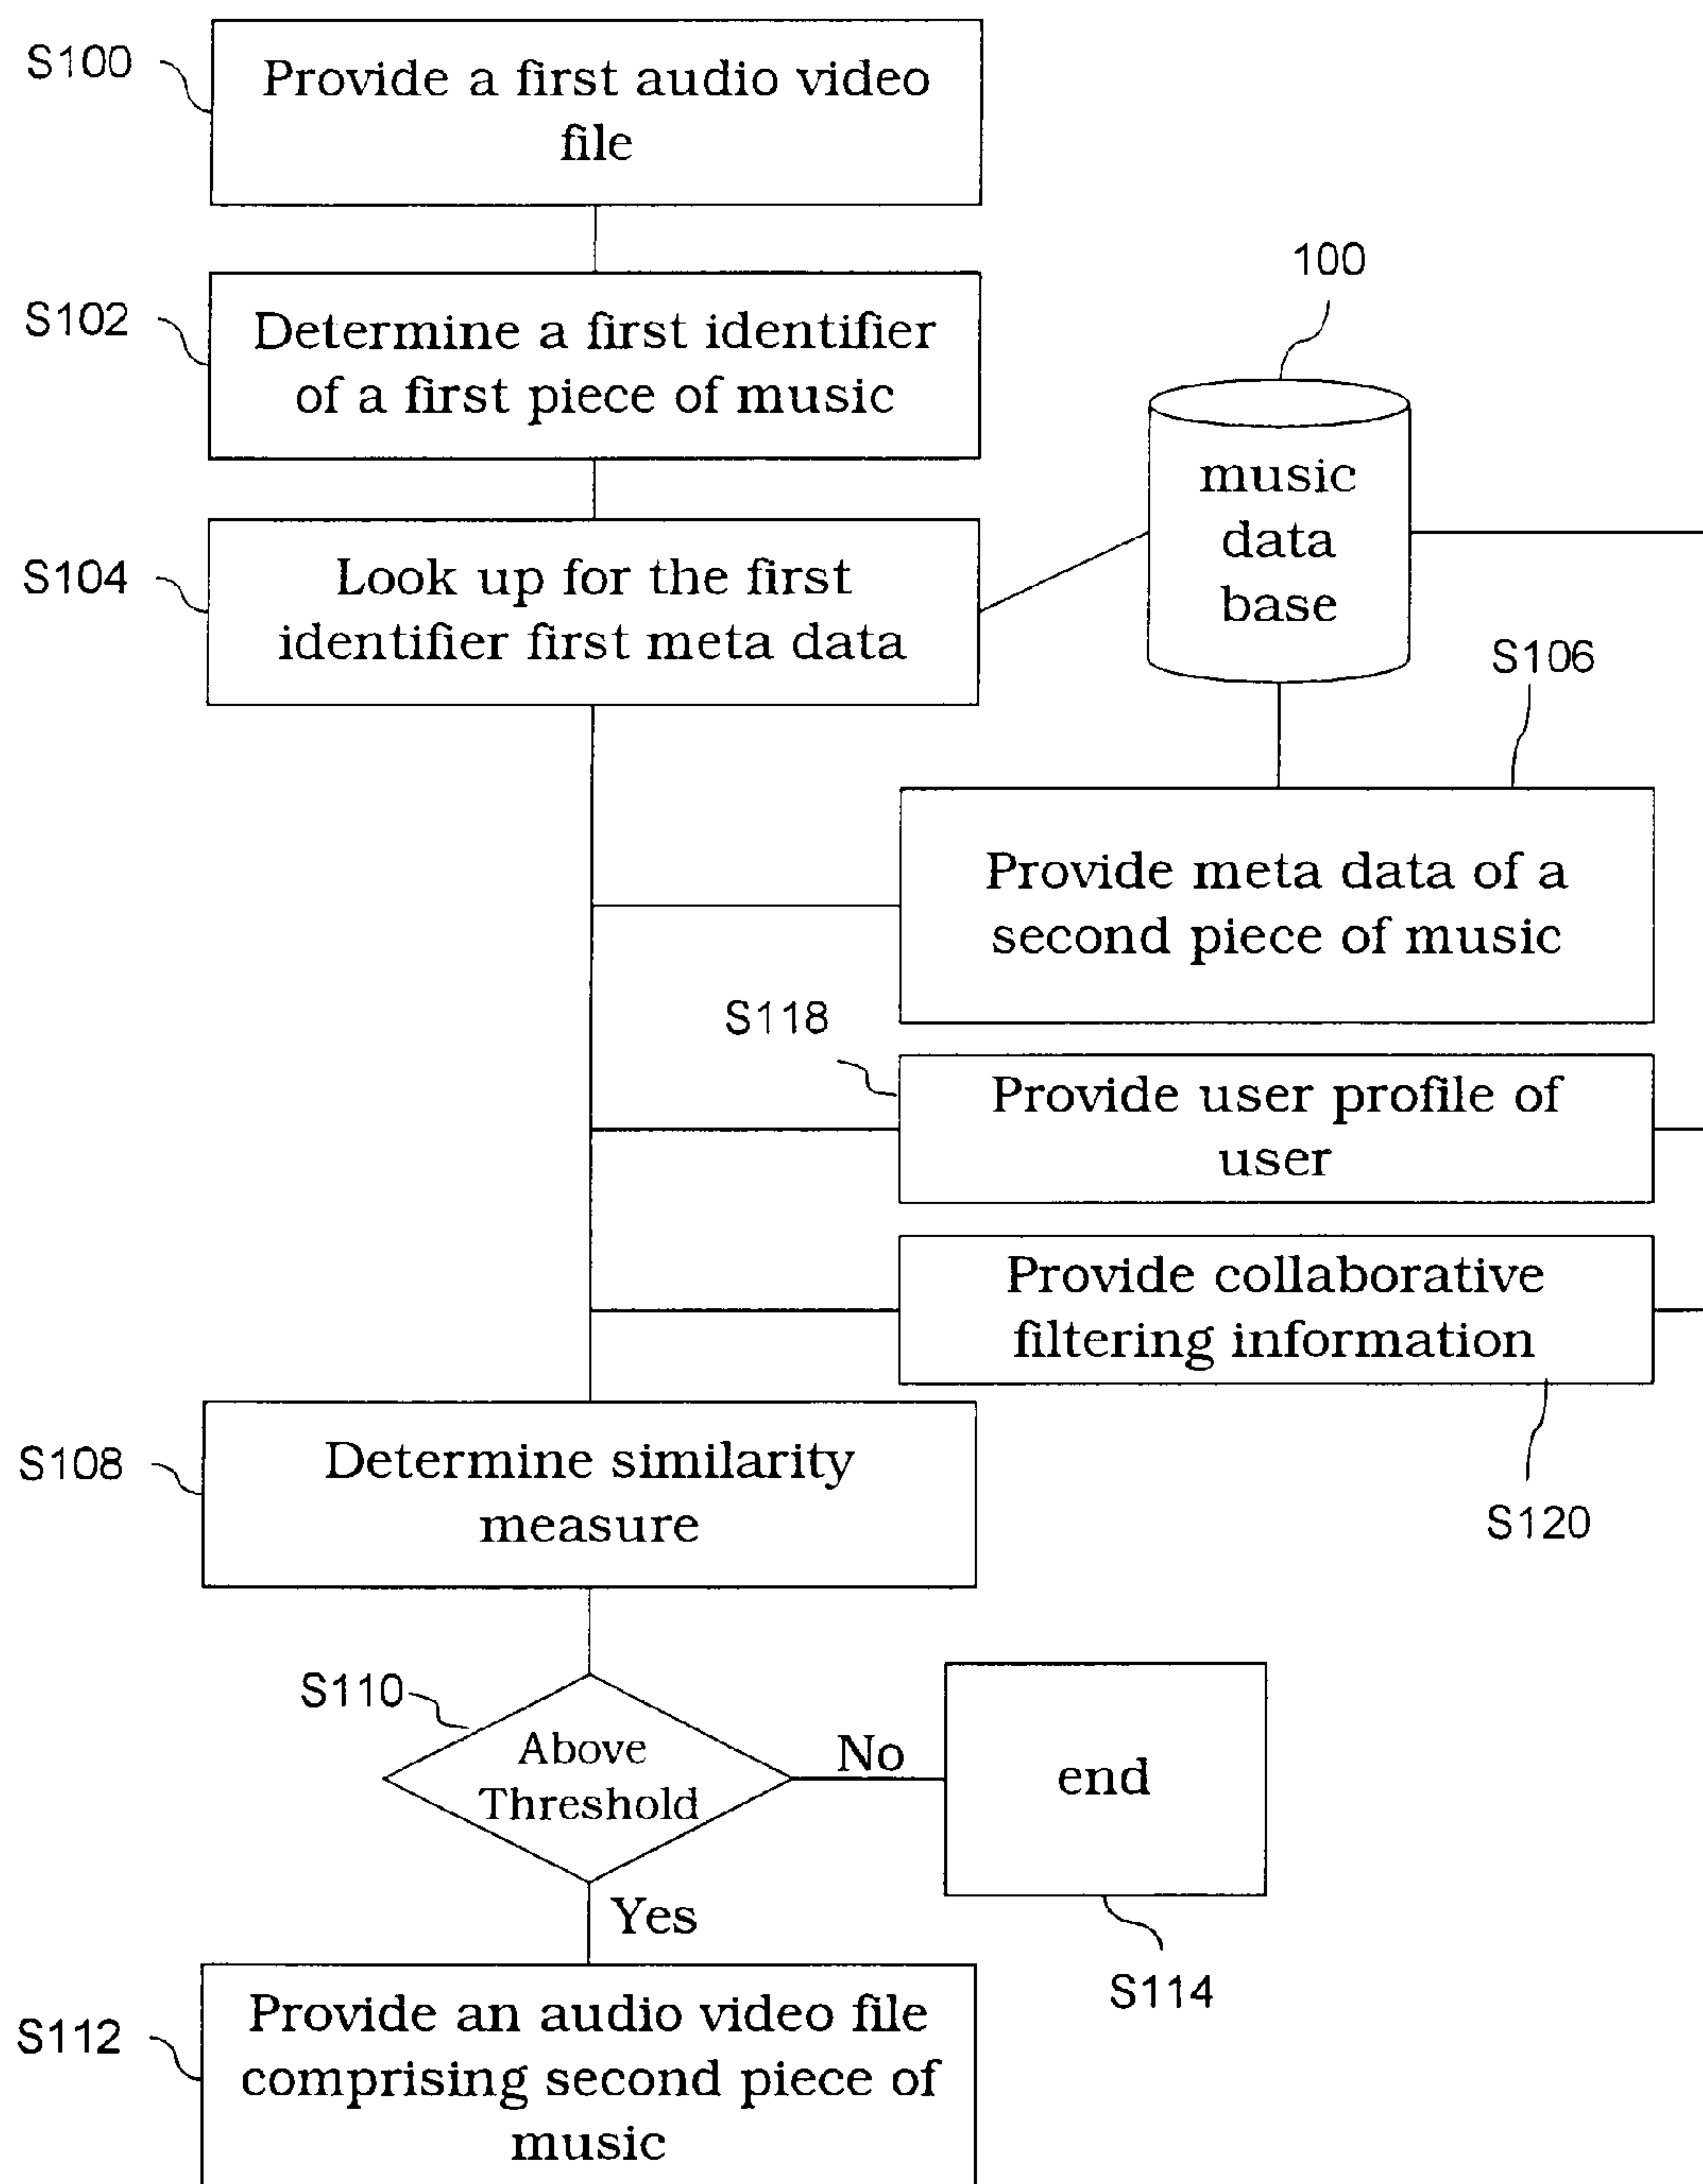 S100
Provide a first audio video
file
S102
Determine a first identifier
of a first piece of music
100
music
data
base
S104
Look up for the first
identifier first meta data
S106
Provide meta data of a
second piece of music
S118
Provide user profile of
user
Provide collaborative
filtering information
S120
S108
Determine similarity
measure
S110
Above
Threshold
No
end
S114
Yes
S112
Provide an audio video file
comprising second piece of
music